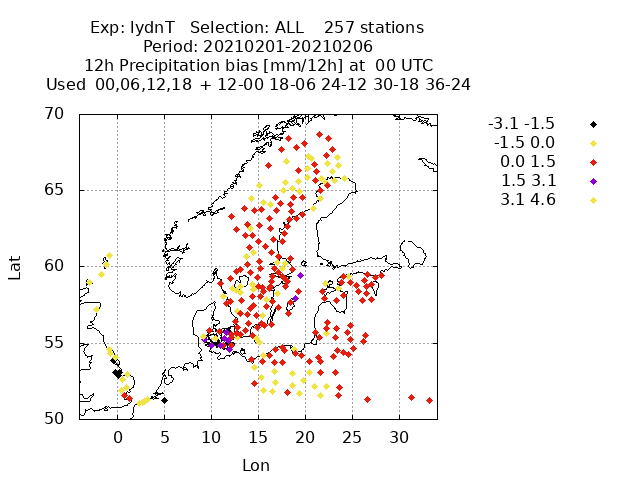 Exp: IydnT Selection: ALL 257 stations
Period: 20210201-20210206
12h Precipitation bias [mm/12h] at 00 UTC
Used 00,06,12,18 + 12-00 18-06 24-12 30-18 36-24
-3.1 -1.5
-1.5 0.0
0.0 1.5
1.5 3.1
3.1 4.6
70
65
60
55
50
Lat
0 5 10 15 20 25 30
Lon